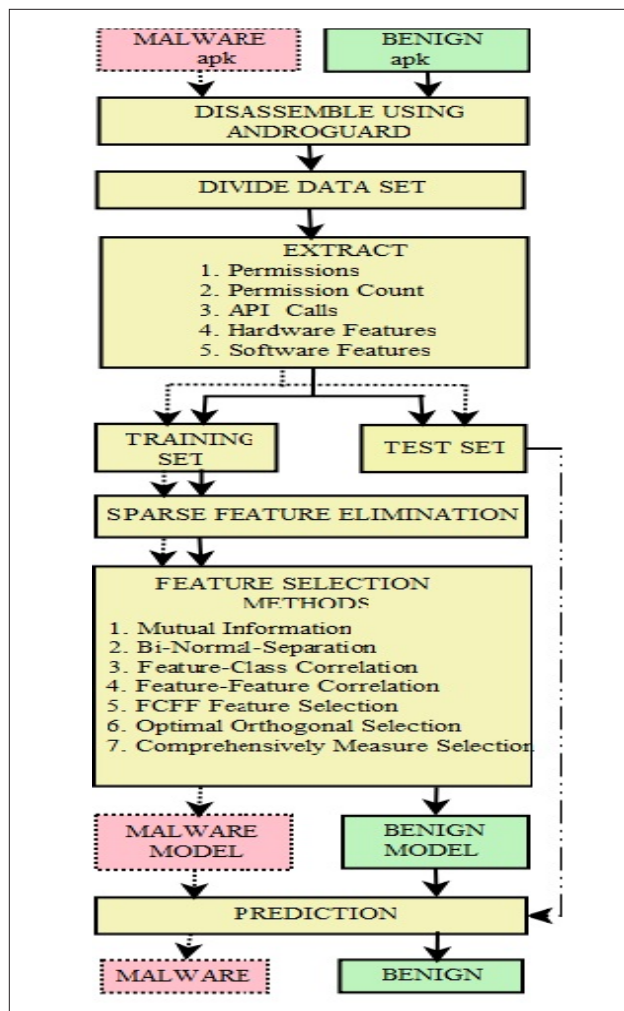 MALWARE
apk
BENIGN
apk
DISASSEMBLE USING
ANDROGUARD
DIVIDE DATA SET
EXTRACT
1. Permissions
2. Permission Count
3. API Calls
4. Hardware Features
5. Software Features
TRAINING
SET
TEST SET
SPARSE FEATURE ELIMINATION
FEATURE SELECTION
METHODS
1. Mutual Information
2. Bi-Normal-Separation
3. Feature-Class Correlation
4. Feature-Feature Correlation
5. FCFF Feature Selection
6. Optimal Orthogonal Selection
7. Comprehensively Measure Selection
MALWARE
MODEL
BENIGN
MODEL
PREDICTION
MALWARE
BENIGN